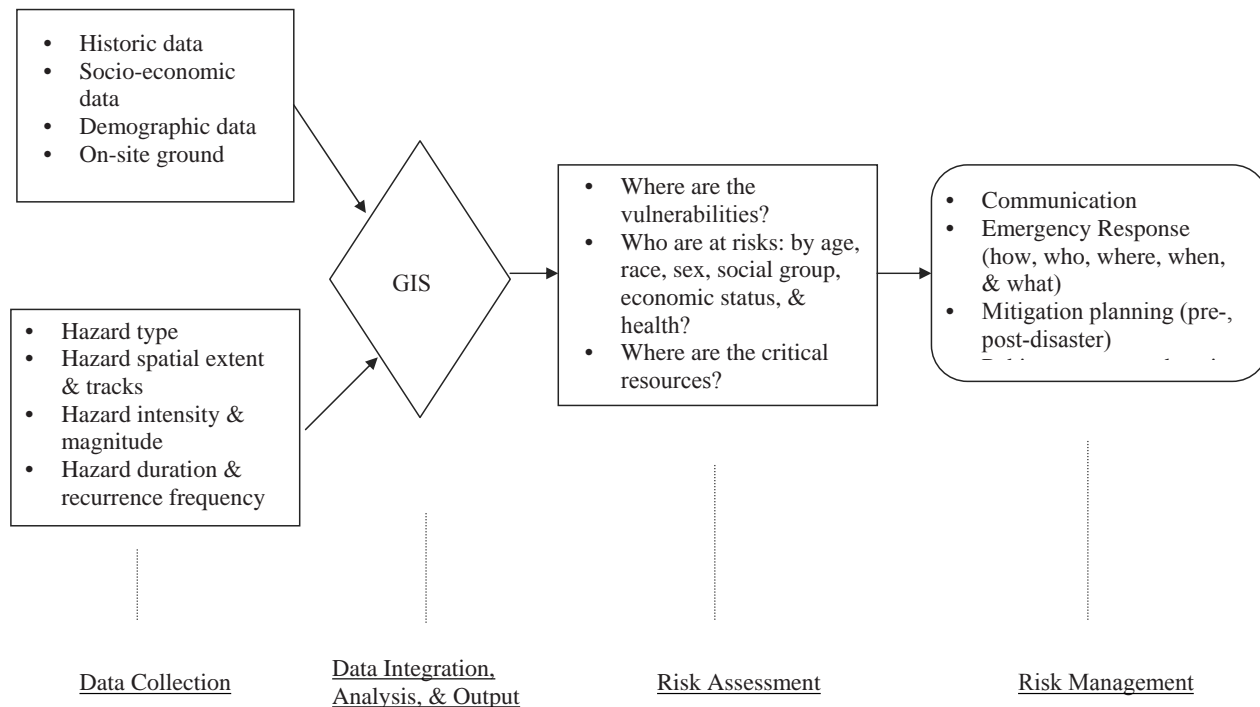 • Historic data
• Socio-economic
data
• Demographic data
• On-site ground
• Hazard type
• Hazard spatial extent
& tracks
• Hazard intensity &
magnitude
• Hazard duration &
recurrence frequency
GIS
• Where are the
vulnerabilities?
• Who are at risks: by age,
race, sex, social group,
economic status, &
health?
• Where are the critical
resources?
• Communication
• Emergency Response
(how, who, where, when,
& what)
• Mitigation planning (pre-,
post-disaster)
Data Collection
Data Integration,
Analysis, & Output
Risk Assessment
Risk Management